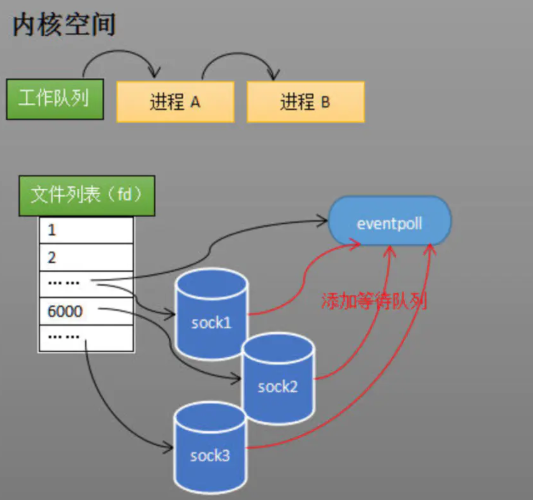 内核空间
工作队列
进程 A
进程 B
文件列表（fd）
1
2
……
6000
……
eventpoll
添加等待队列
sock1
sock2
sock3